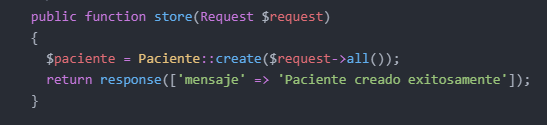 public function store(Request $request)
{
$paciente = Paciente::create($request->all());
return response(['mensaje' => 'Paciente creado exitosamente']);
}